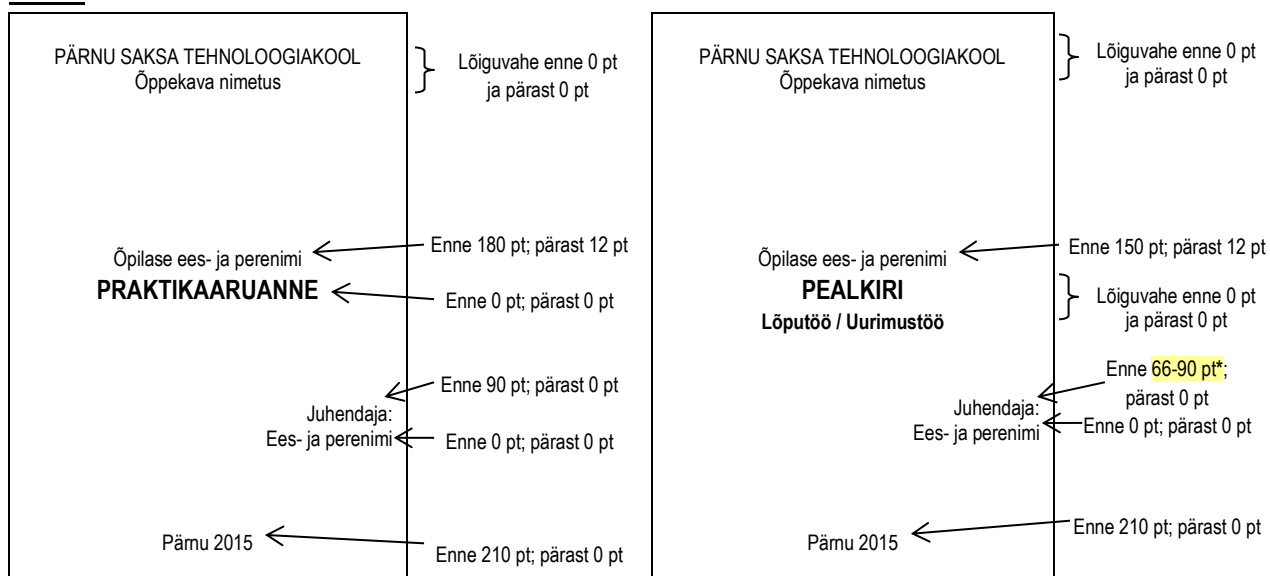 PÄRNU SAKSA TEHNOLOOGIAKOOL
Õppekava nimetus
Lõiguvahe enne 0 pt
ja pärast 0 pt
Õpilase ees- ja perenimi
Enne 180 pt; pärast 12 pt
PRAKTIKAARUANNE
Enne 0 pt; pärast 0 pt
Enne 90 pt; pärast 0 pt
Juhendaja:
Ees- ja perenimi
Enne 0 pt; pärast 0 pt
Pärnu 2015
Enne 210 pt; pärast 0 pt
PÄRNU SAKSA TEHNOLOOGIAKOOL
Õppekava nimetus
Lõiguvahe enne 0 pt
ja pärast 0 pt
Õpilase ees- ja perenimi
Enne 150 pt; pärast 12 pt
PEALKIRI
Lõputöö / Uurimustöö
Lõiguvahe enne 0 pt
ja pärast 0 pt
Enne 66-90 pt*;
pärast 0 pt
Juhendaja:
Ees- ja perenimi
Enne 0 pt; pärast 0 pt
Pärnu 2015
Enne 210 pt; pärast 0 pt